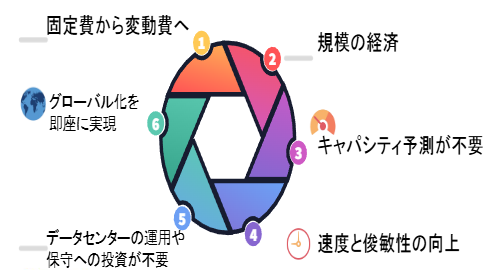 固定費から変動費へ
1
2
規模の経済
グローバル化を
即座に実現
6
3
キャパシティ予測が不要
5
4
データセンターの運用や
保守への投資が不要
速度と俊敏性の向上